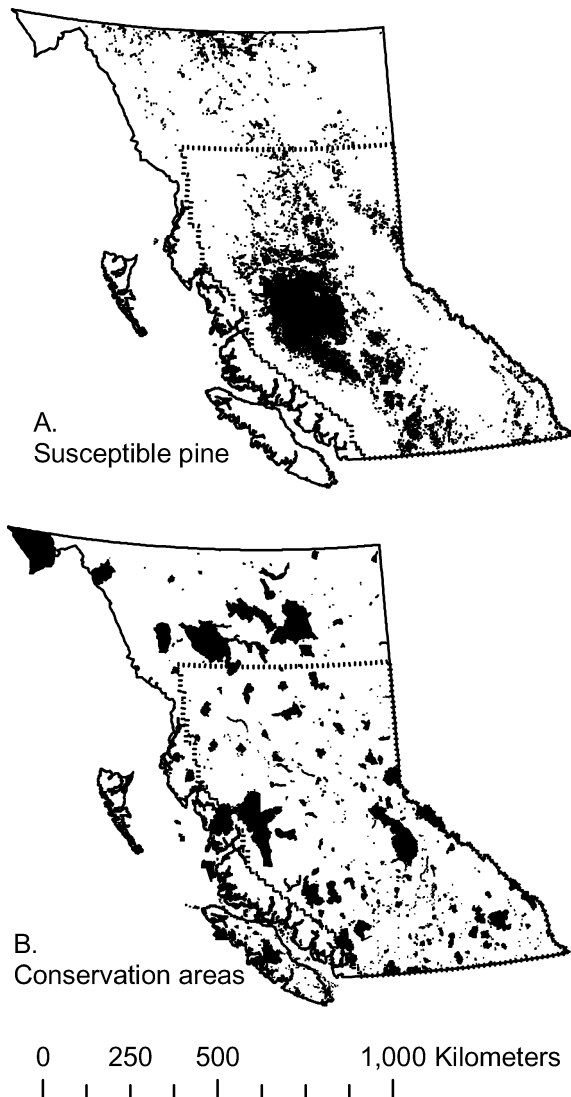 A.
Susceptible pine
B.
Conservation areas
0 250 500 1,000 Kilometers